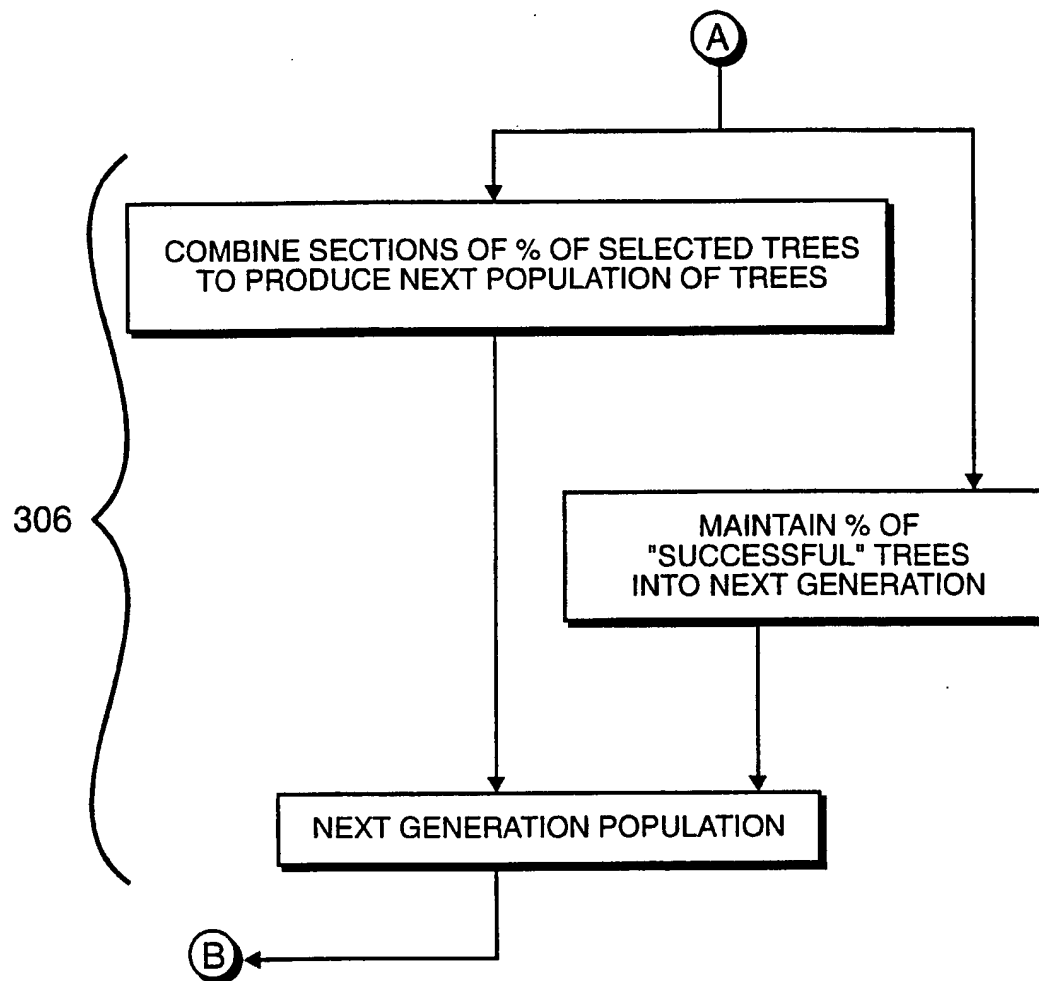 A
COMBINE SECTIONS OF % OF SELECTED TREES
TO PRODUCE NEXT POPULATION OF TREES
306
MAINTAIN % OF
"SUCCESSFUL" TREES
INTO NEXT GENERATION
NEXT GENERATION POPULATION
B